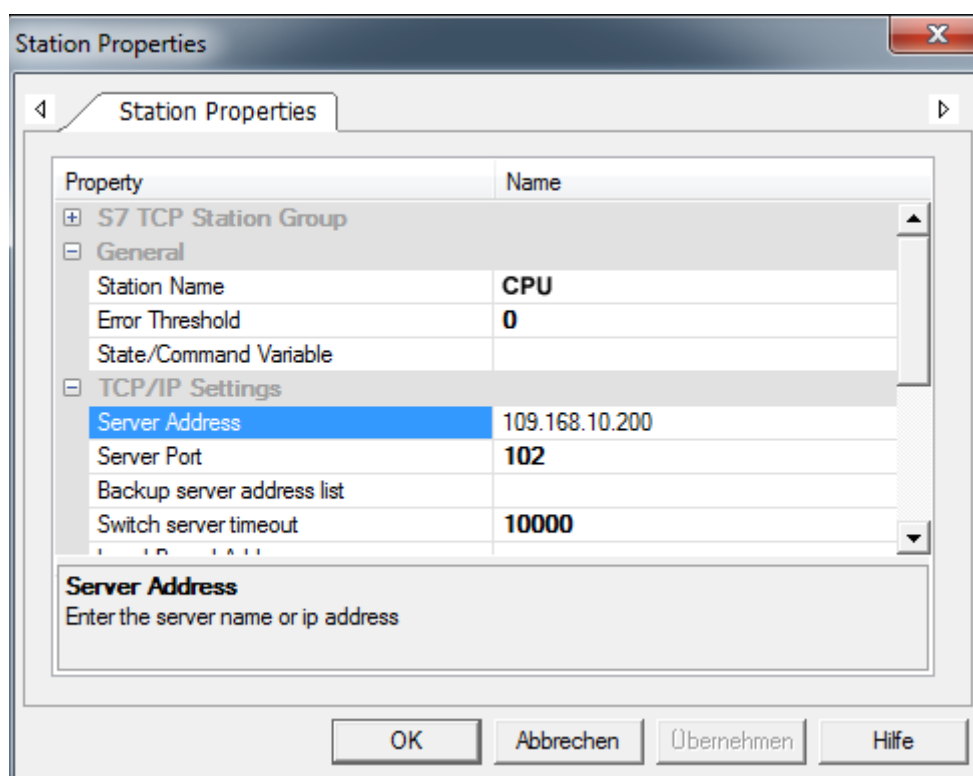 Station Properties
Station Properties
Property Name
S7 TCP Station Group
General
Station Name CPU
Error Threshold 0
State/Command Variable
TCP/IP Settings
Server Address 109.168.10.200
Server Port 102
Backup server address list
Switch server timeout 10000
Server Address
Enter the server name or ip address
OK Abbrechen Übernehmen Hilfe